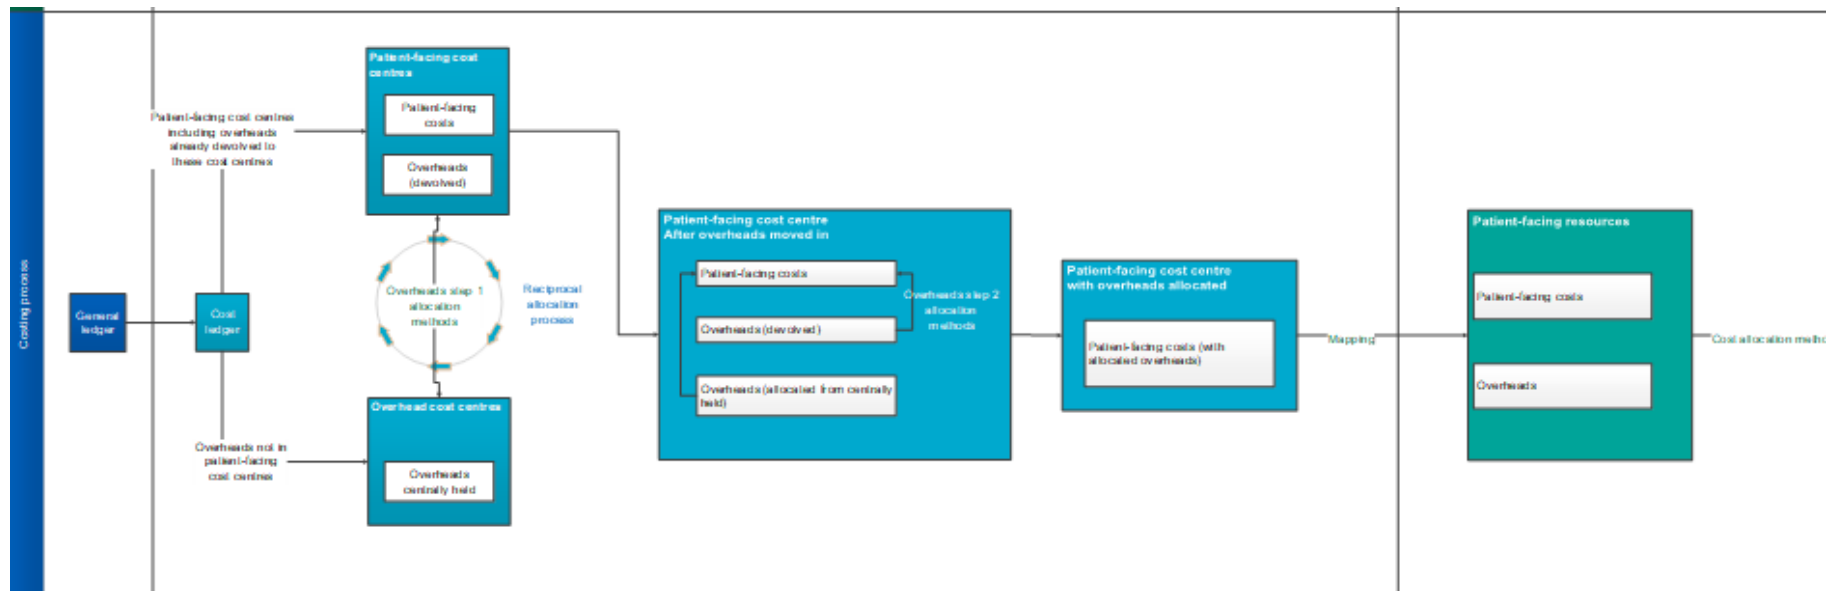 Costing process
General
ledger
Cost
ledger
Patient-facing cost centres
including overheads
already devolved to
these cost centres
Overheads not in
patient-facing
cost centres
Patient-facing cost
centres
Patient-facing
costs
Overheads
(devolved)
Overheads step 1
allocation
methods
Reciprocal
allocation
process
Overhead cost centres
Overheads
centrally held
Patient-facing cost centre
After overheads moved in
Patient-facing costs
Overheads (devolved)
Overheads (allocated from centrally
held)
Overheads step 2
allocation
methods
Patient-facing cost centre
with overheads allocated
Patient-facing costs (with
allocated overheads)
Mapping
Patient-facing resources
Patient-facing costs
Overheads
Cost allocation metho